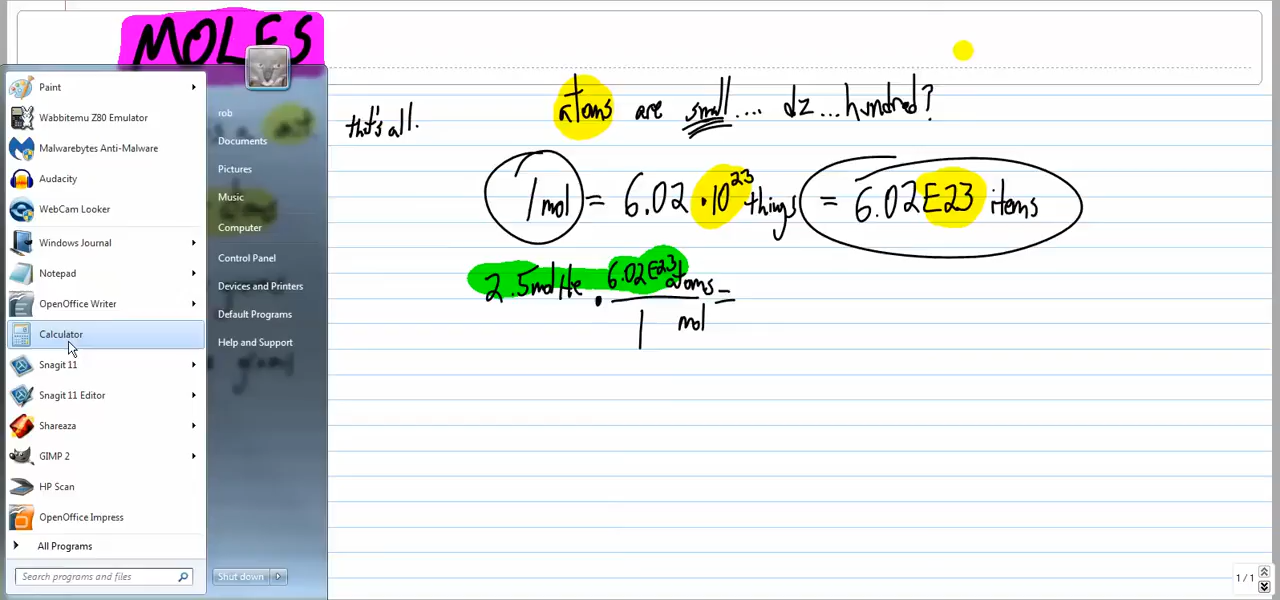 MOLES
that's all.
atoms are small.... dz...hundred?
1 mol = 6.02 • 10^23 things = 6.02E23 items
2.5 mol He • 6.02E23 atoms =
1 mol
Paint
Wabbitemu Z80 Emulator
Malwarebytes Anti-Malware
Audacity
WebCam Looker
Windows Journal
Notepad
OpenOffice Writer
Calculator
Snagit 11
Snagit 11 Editor
Shareaza
GIMP 2
HP Scan
OpenOffice Impress
All Programs
Search programs and files
rob
Documents
Pictures
Music
Computer
Control Panel
Devices and Printers
Default Programs
Help and Support
Shut down
1 / 1